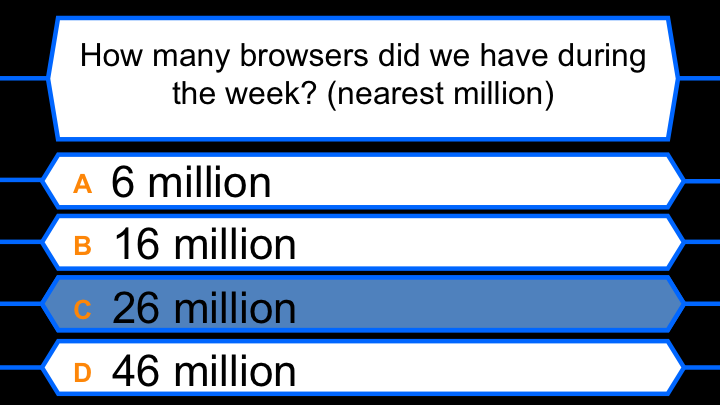 How many browsers did we have during
the week? (nearest million)
A 6 million
B 16 million
C 26 million
D 46 million